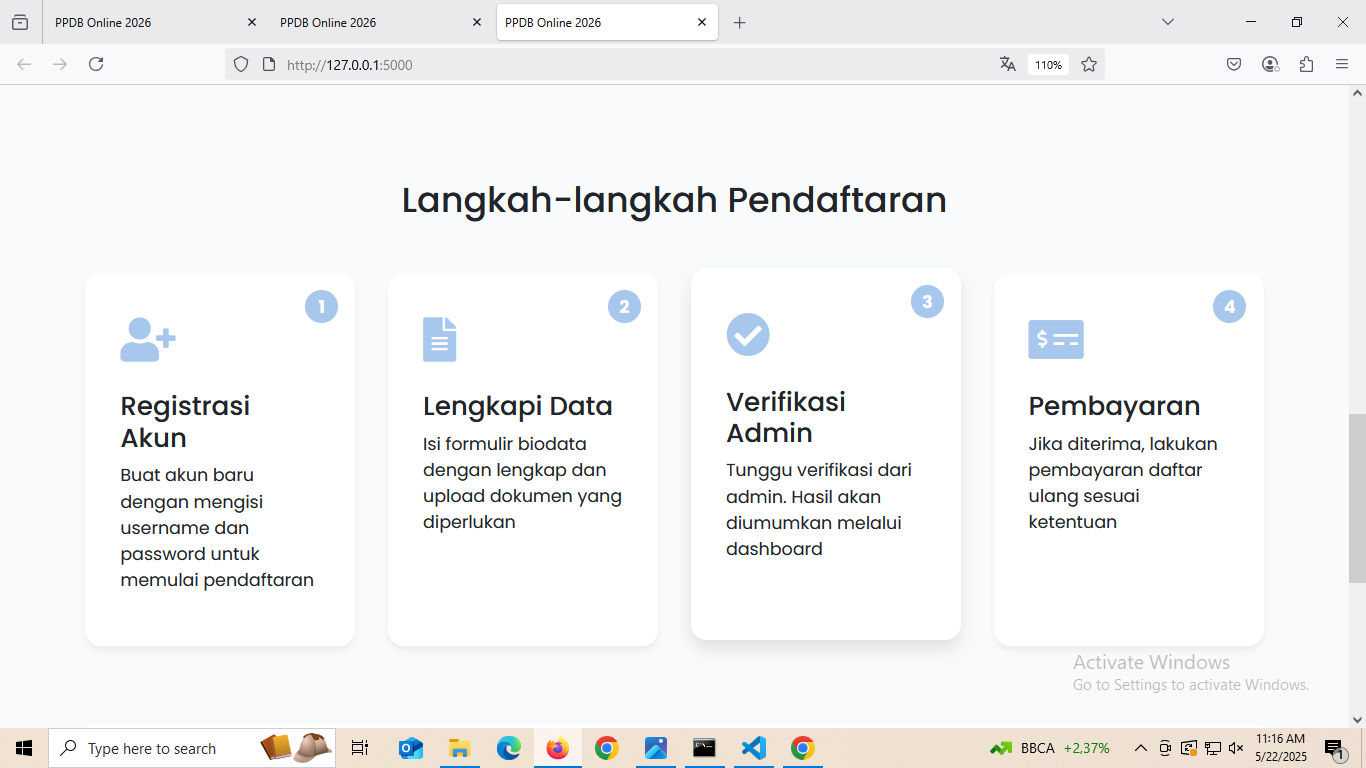 PPDB Online 2026
PPDB Online 2026
PPDB Online 2026
http://127.0.0.1:5000
110%
Langkah-langkah Pendaftaran
1
Registrasi
Akun
Buat akun baru
dengan mengisi
username dan
password untuk
memulai pendaftaran
2
Lengkapi Data
Isi formulir biodata
dengan lengkap dan
upload dokumen yang
diperlukan
3
Verifikasi
Admin
Tunggu verifikasi dari
admin. Hasil akan
diumumkan melalui
dashboard
4
Pembayaran
Jika diterima, lakukan
pembayaran daftar
ulang sesuai
ketentuan
Activate Windows
Go to Settings to activate Windows.
Type here to search
BBCA +2,37%
11:16 AM
5/22/2025
1